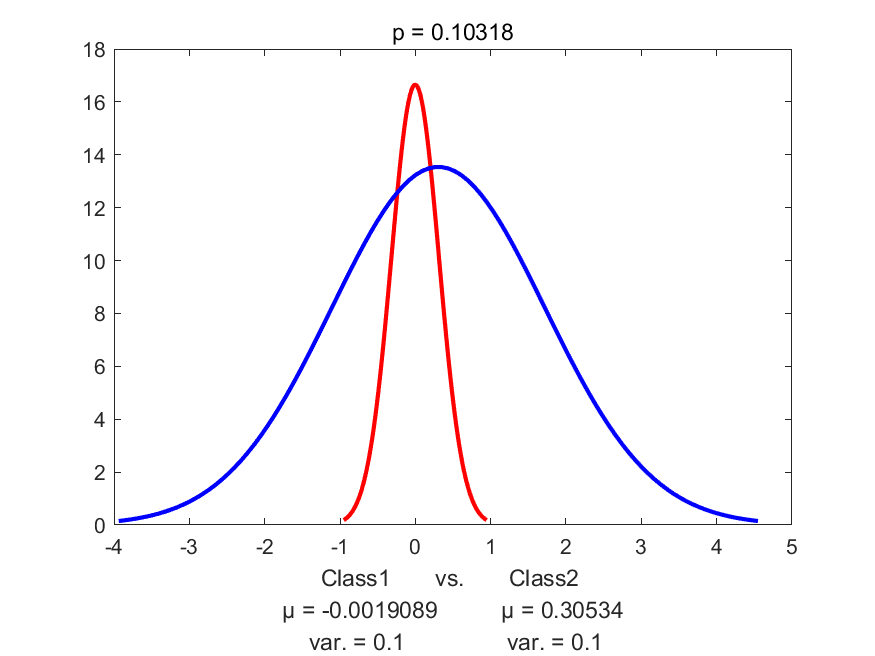 p = 0.10318
18
16
14
12
10
8
6
4
2
0
-4 -3 -2 -1 0 1 2 3 4 5
Class1 vs. Class2
μ = -0.0019089 μ = 0.30534
var. = 0.1 var. = 0.1